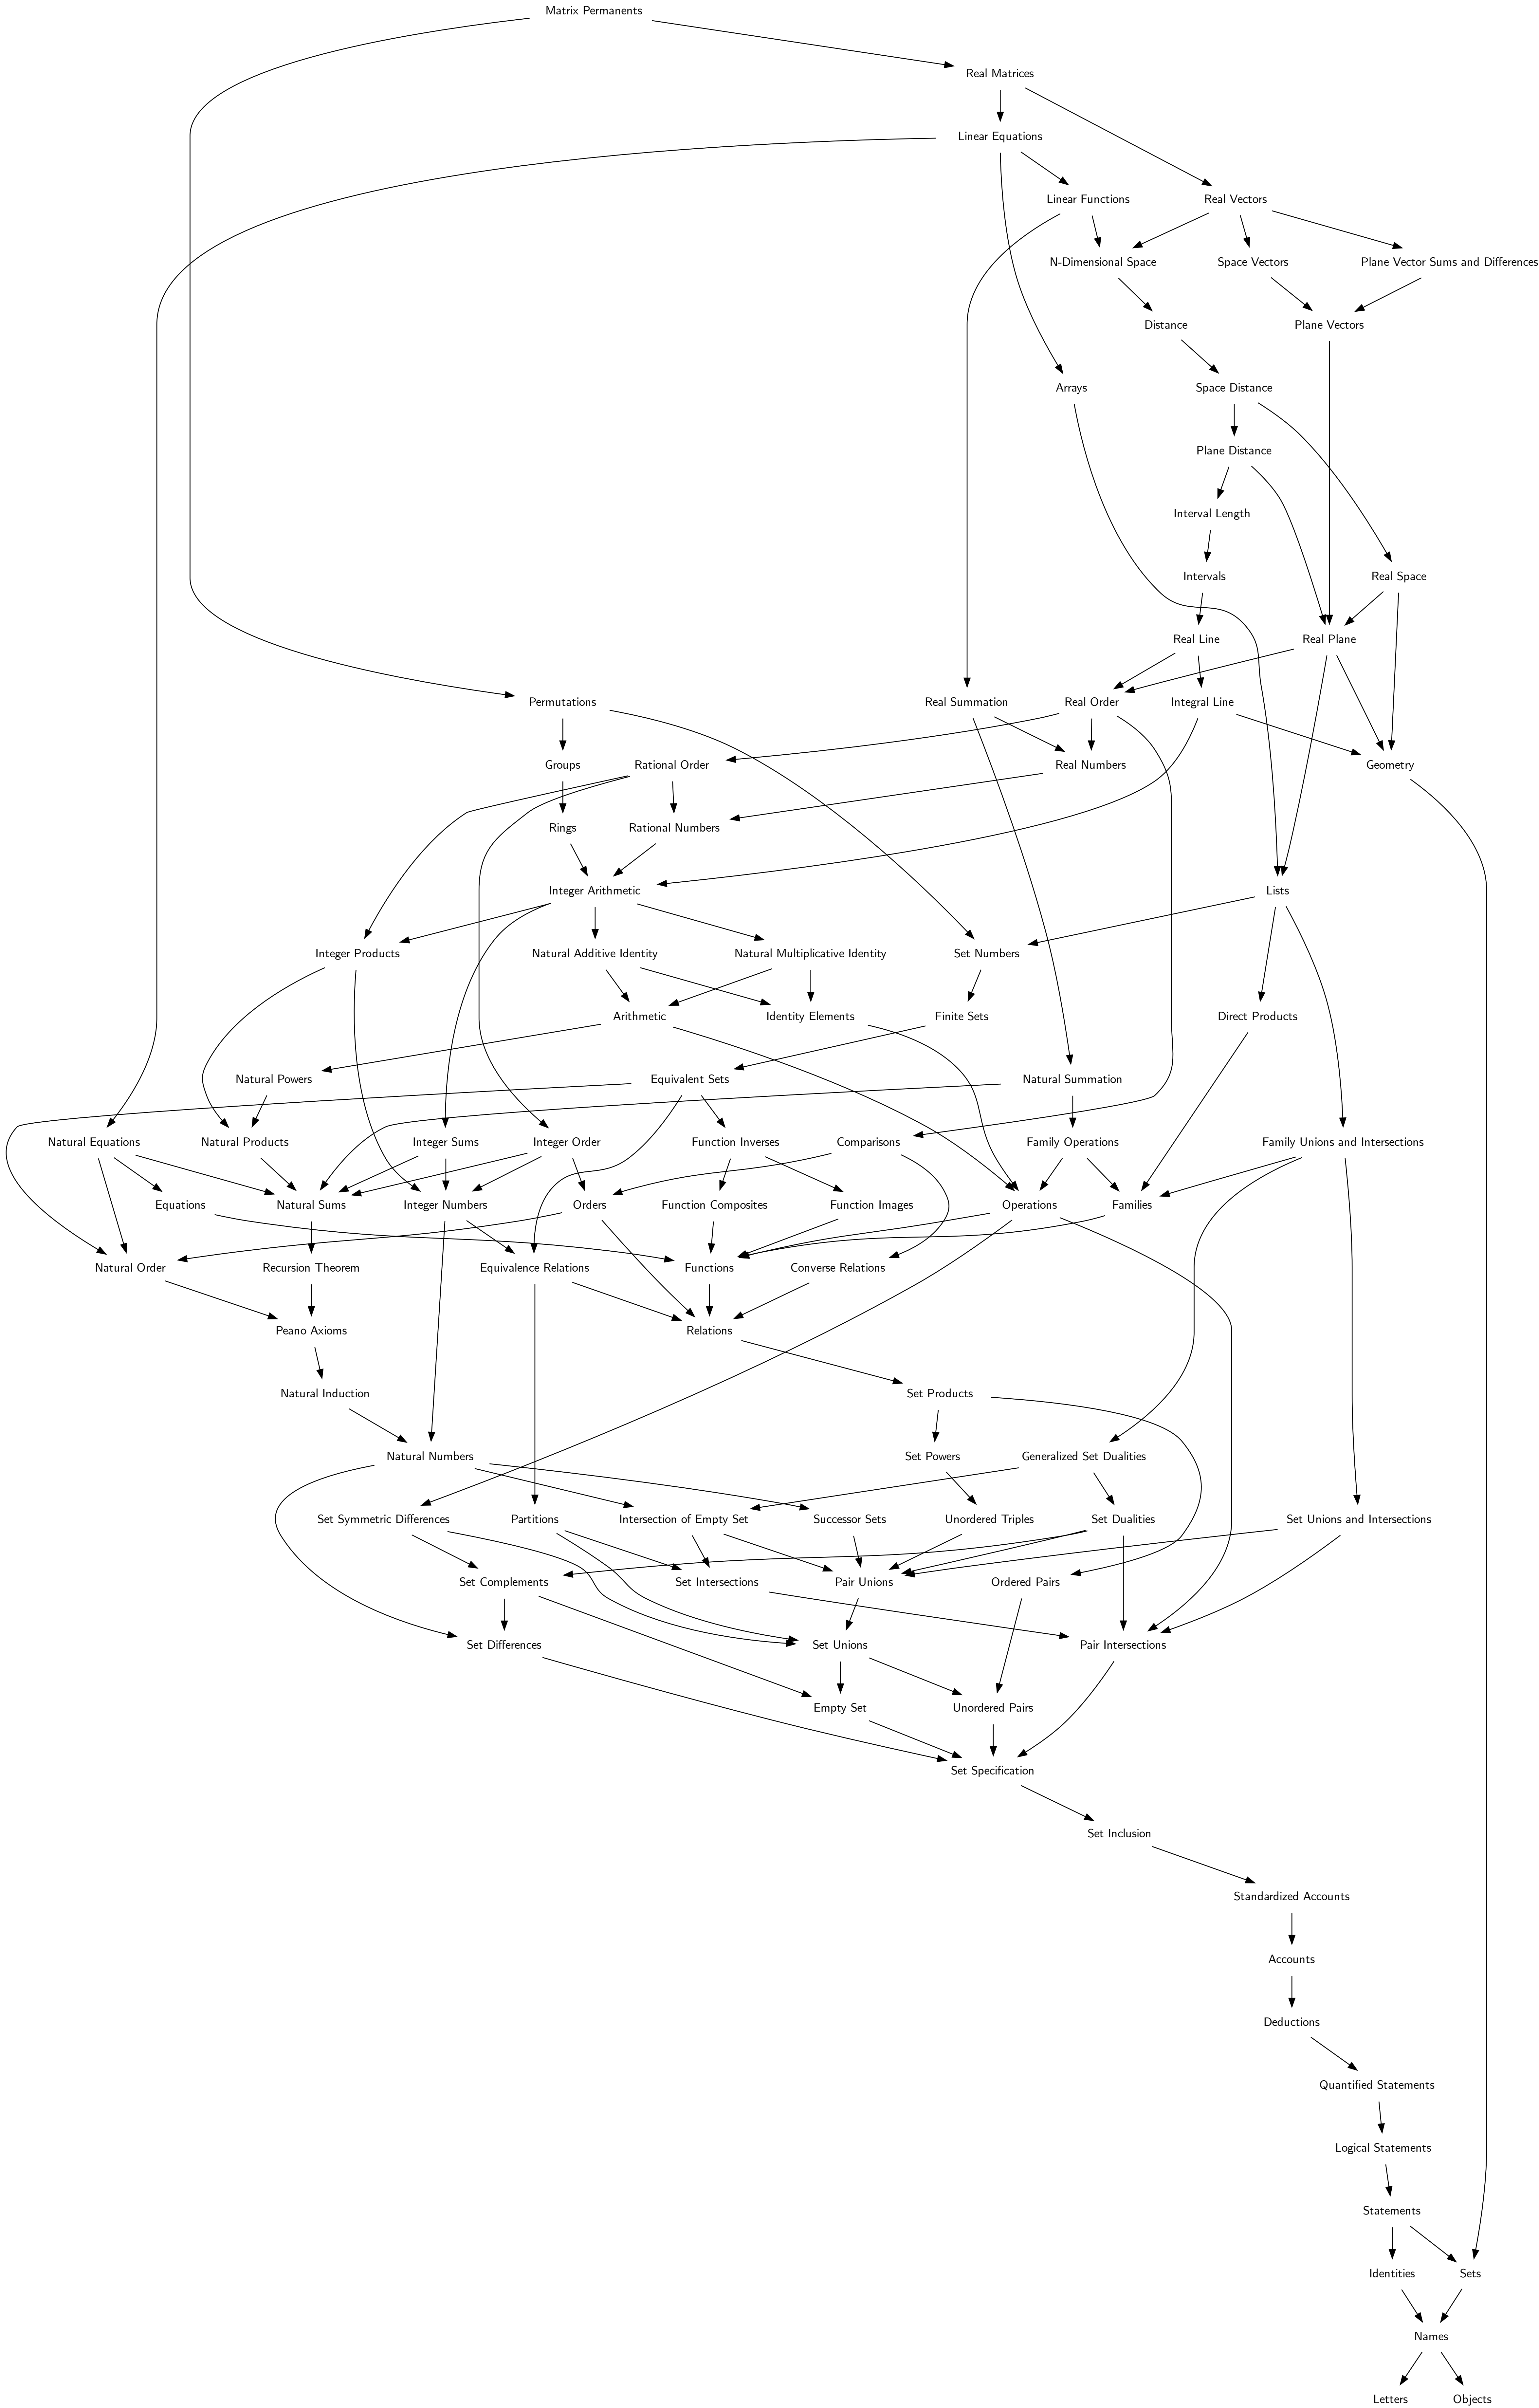 Matrix Permanents
Real Matrices
Linear Equations
Linear Functions
Real Vectors
N-Dimensional Space
Space Vectors
Plane Vector Sums and Differences
Distance
Plane Vectors
Arrays
Space Distance
Plane Distance
Interval Length
Intervals
Real Space
Real Line
Real Plane
Permutations
Real Summation
Real Order
Integral Line
Groups
Rational Order
Real Numbers
Geometry
Rings
Rational Numbers
Integer Arithmetic
Lists
Integer Products
Natural Additive Identity
Natural Multiplicative Identity
Set Numbers
Arithmetic
Identity Elements
Finite Sets
Direct Products
Natural Powers
Equivalent Sets
Natural Summation
Natural Equations
Natural Products
Integer Sums
Integer Order
Function Inverses
Comparisons
Family Operations
Family Unions and Intersections
Equations
Natural Sums
Integer Numbers
Orders
Function Composites
Function Images
Operations
Families
Natural Order
Recursion Theorem
Equivalence Relations
Functions
Converse Relations
Peano Axioms
Relations
Natural Induction
Set Products
Natural Numbers
Set Powers
Generalized Set Dualities
Set Symmetric Differences
Partitions
Intersection of Empty Set
Successor Sets
Unordered Triples
Set Dualities
Set Unions and Intersections
Set Complements
Set Intersections
Pair Unions
Ordered Pairs
Set Differences
Set Unions
Pair Intersections
Empty Set
Unordered Pairs
Set Specification
Set Inclusion
Standardized Accounts
Accounts
Deductions
Quantified Statements
Logical Statements
Statements
Identities
Sets
Names
Letters
Objects